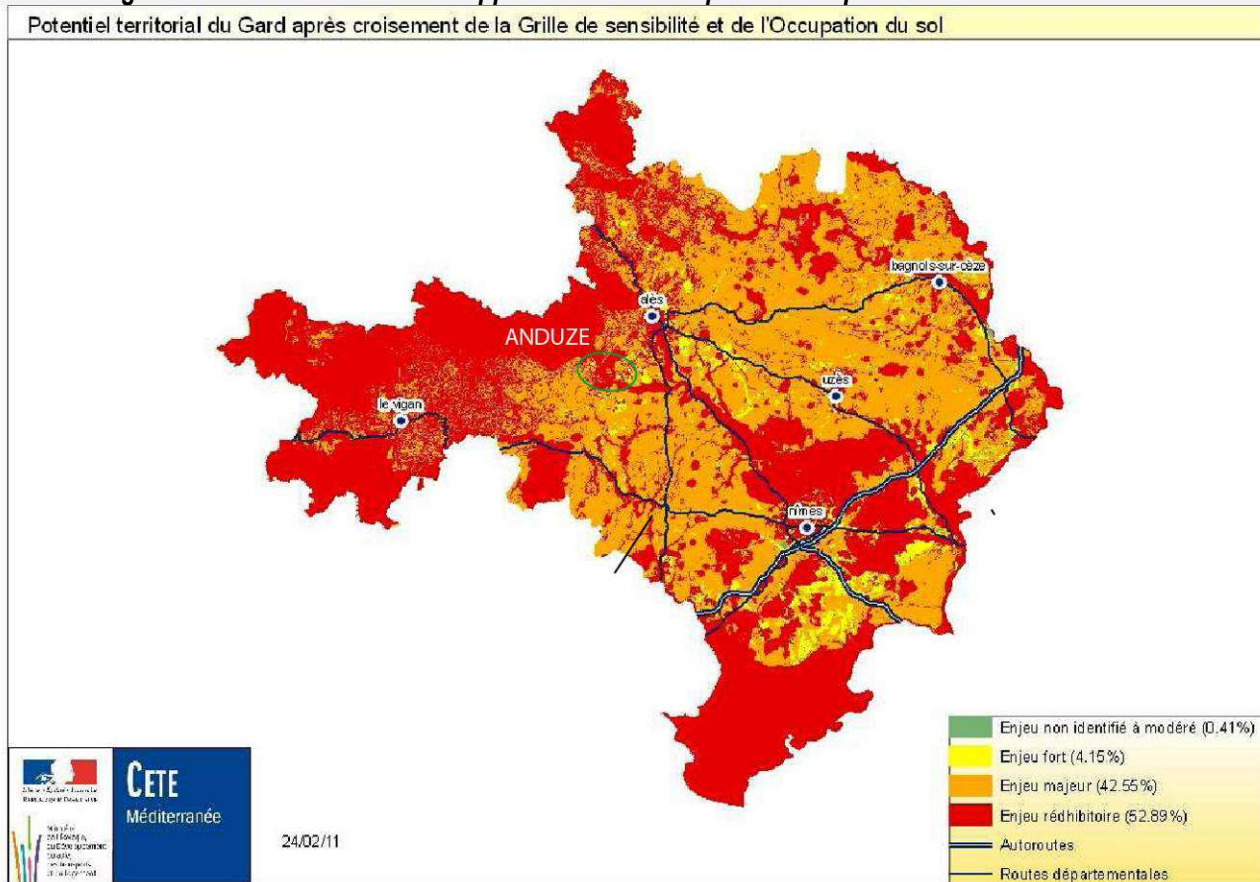 Potentiel territorial du Gard après croisement de la Grille de sensibilité et de l'Occupation du sol
bagnols-sur-cèze
alès
ANDUZE
uzès
le vigan
nîmes
Enjeu non identifié à modéré (0.41%)
Enjeu fort (4.15%)
Enjeu majeur (42.55%)
Enjeu rédhibitoire (52.89%)
Autoroutes
Routes départementales
CETE
Méditerranée
24/02/11